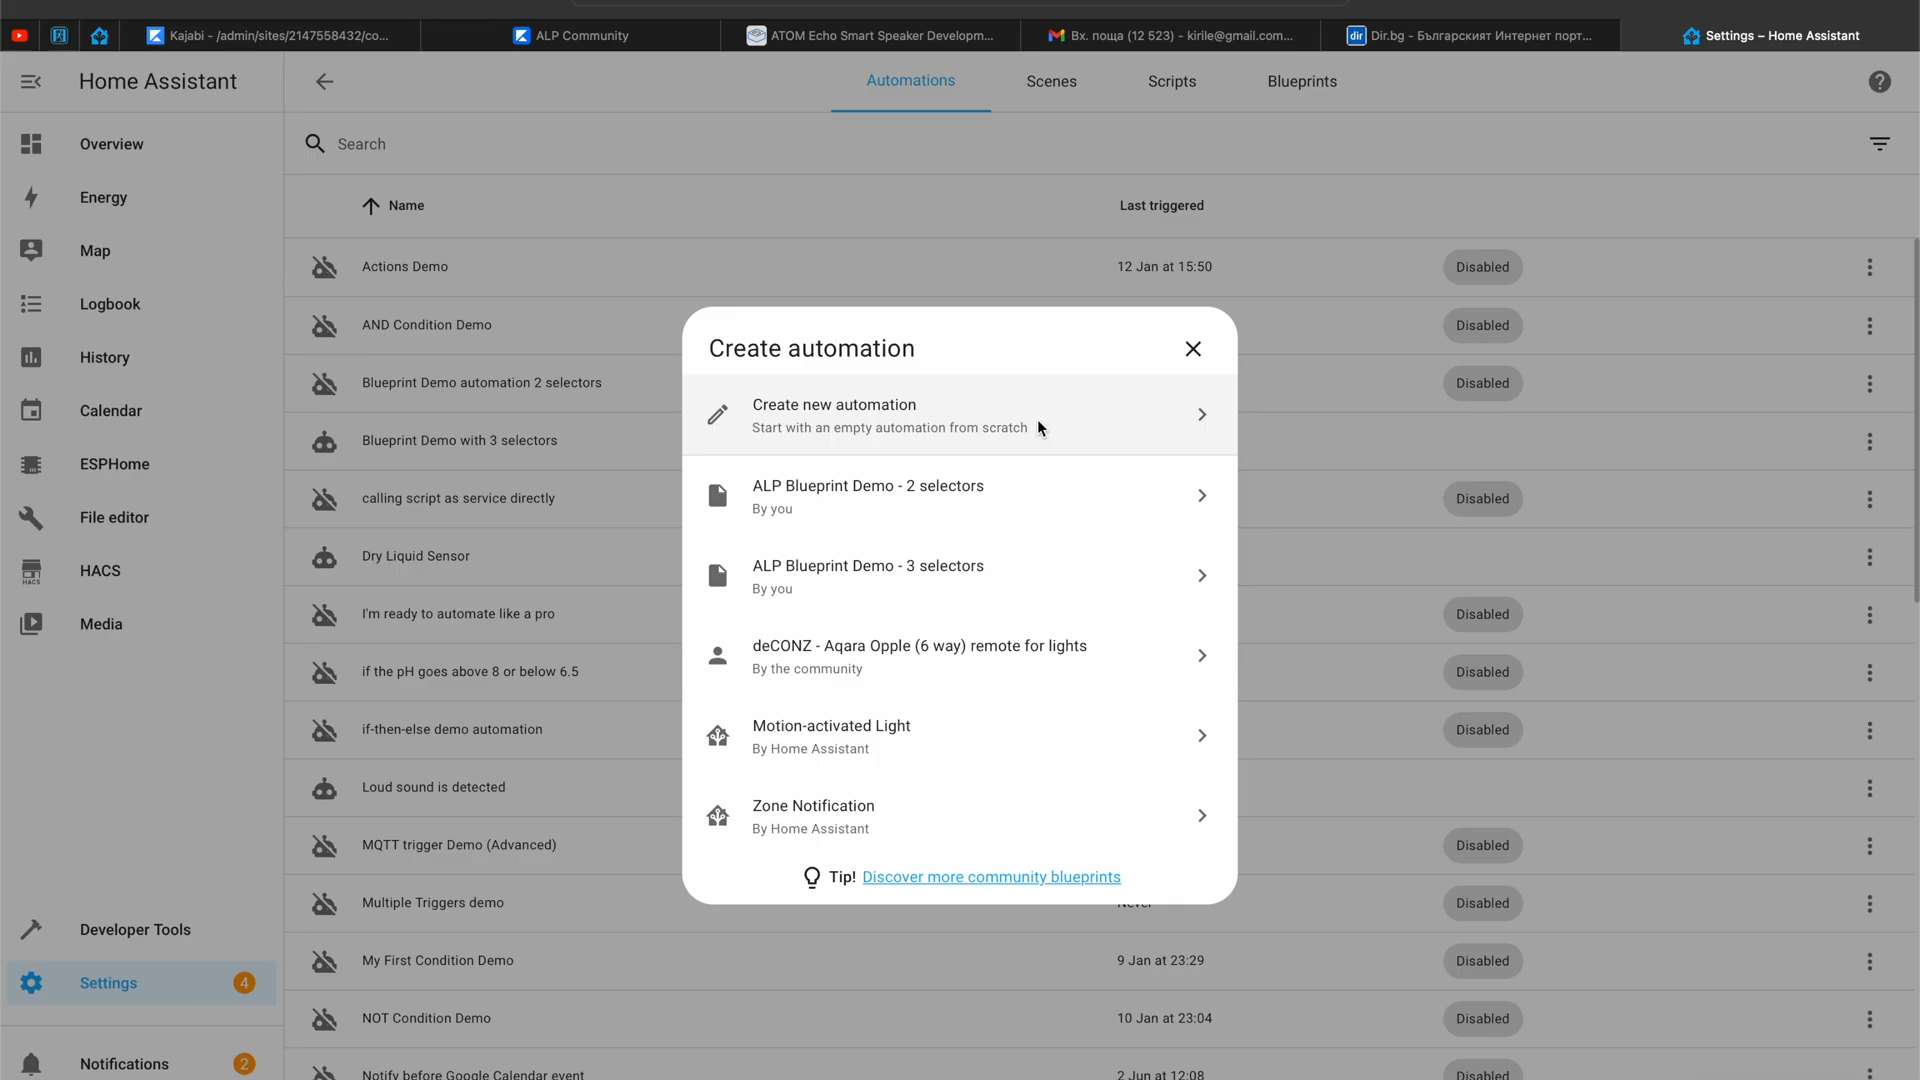 Kajabi - /admin/sites/2147558432/co...
ALP Community
ATOM Echo Smart Speaker Developm...
Вх. поща (12 523) - kirile@gmail.com...
dir Dir.bg - Българският Интернет порт...
Settings – Home Assistant
Home Assistant
Automations
Scenes
Scripts
Blueprints
Overview
Energy
Map
Logbook
History
Calendar
ESPHome
File editor
HACS
HACS
Media
Developer Tools
Settings 4
Notifications 2
Search
Name
Last triggered
Actions Demo 12 Jan at 15:50 Disabled
AND Condition Demo Disabled
Blueprint Demo automation 2 selectors Disabled
Blueprint Demo with 3 selectors
calling script as service directly Disabled
Dry Liquid Sensor
I'm ready to automate like a pro Disabled
if the pH goes above 8 or below 6.5 Disabled
if-then-else demo automation Disabled
Loud sound is detected
MQTT trigger Demo (Advanced) Disabled
Multiple Triggers demo Never Disabled
My First Condition Demo 9 Jan at 23:29 Disabled
NOT Condition Demo 10 Jan at 23:04 Disabled
Notify before Google Calendar event 2 Jun at 12:08 Disabled
Create automation
Create new automation
Start with an empty automation from scratch
ALP Blueprint Demo - 2 selectors
By you
ALP Blueprint Demo - 3 selectors
By you
deCONZ - Aqara Opple (6 way) remote for lights
By the community
Motion-activated Light
By Home Assistant
Zone Notification
By Home Assistant
Tip! Discover more community blueprints